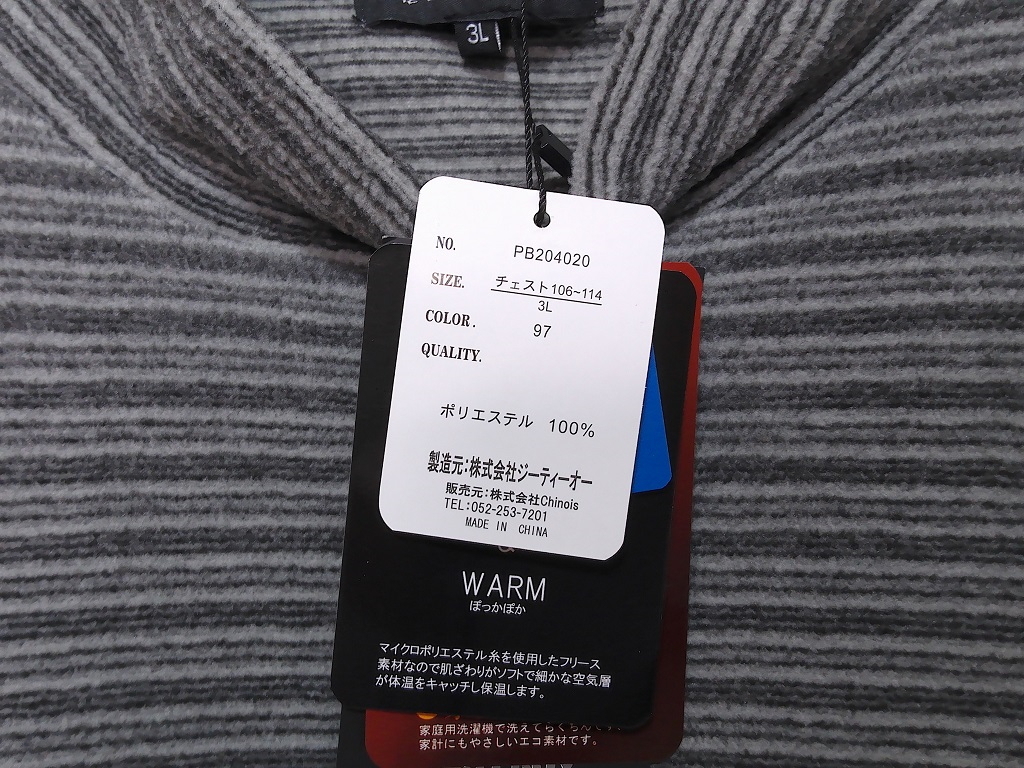 3L
NO. PB204020
SIZE. チェスト106~114
3L
COLOR. 97
QUALITY.
ポリエステル 100%
製造元:株式会社ジーティーオー
販売元:株式会社Chinois
TEL:052-253-7201
MADE IN CHINA
&
WARM
ぽっかぽか
マイクロポリエステル糸を使用したフリース
素材なので肌ざわりがソフトで細かな空気層
が体温をキャッチし保温します。
家庭用洗濯機で洗えてらくちんです。
家計にもやさしいエコ素材です。